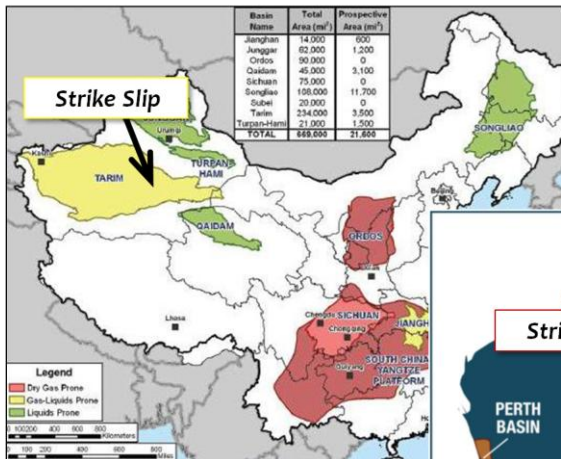 Basin Name Total Area (mi²) Prospective Area (mi²)
Jianghan 14,000 600
Junggar 62,000 1,200
Ordos 90,000 0
Qaidam 45,000 3,100
Sichuan 75,000 0
Songliao 108,000 11,700
Subei 20,000 0
Tarim 234,000 3,500
Turpan-Hami 21,000 1,500
TOTAL 669,000 21,600
Strike Slip
Urumqi
TURPAN-
HAMI
TARIM
SONGLIAO
QAIDAM
ORDOS
Lhasa
Chengdu
SICHUAN
Chongqing
JIANGH
SOUTH CHINA
YANGTZE
PLATFORM
Guiyang
Stri
PERTH
BASIN
Legend
Dry Gas Prone
Gas-Liquids Prone
Liquids Prone
Kilometers
Miles